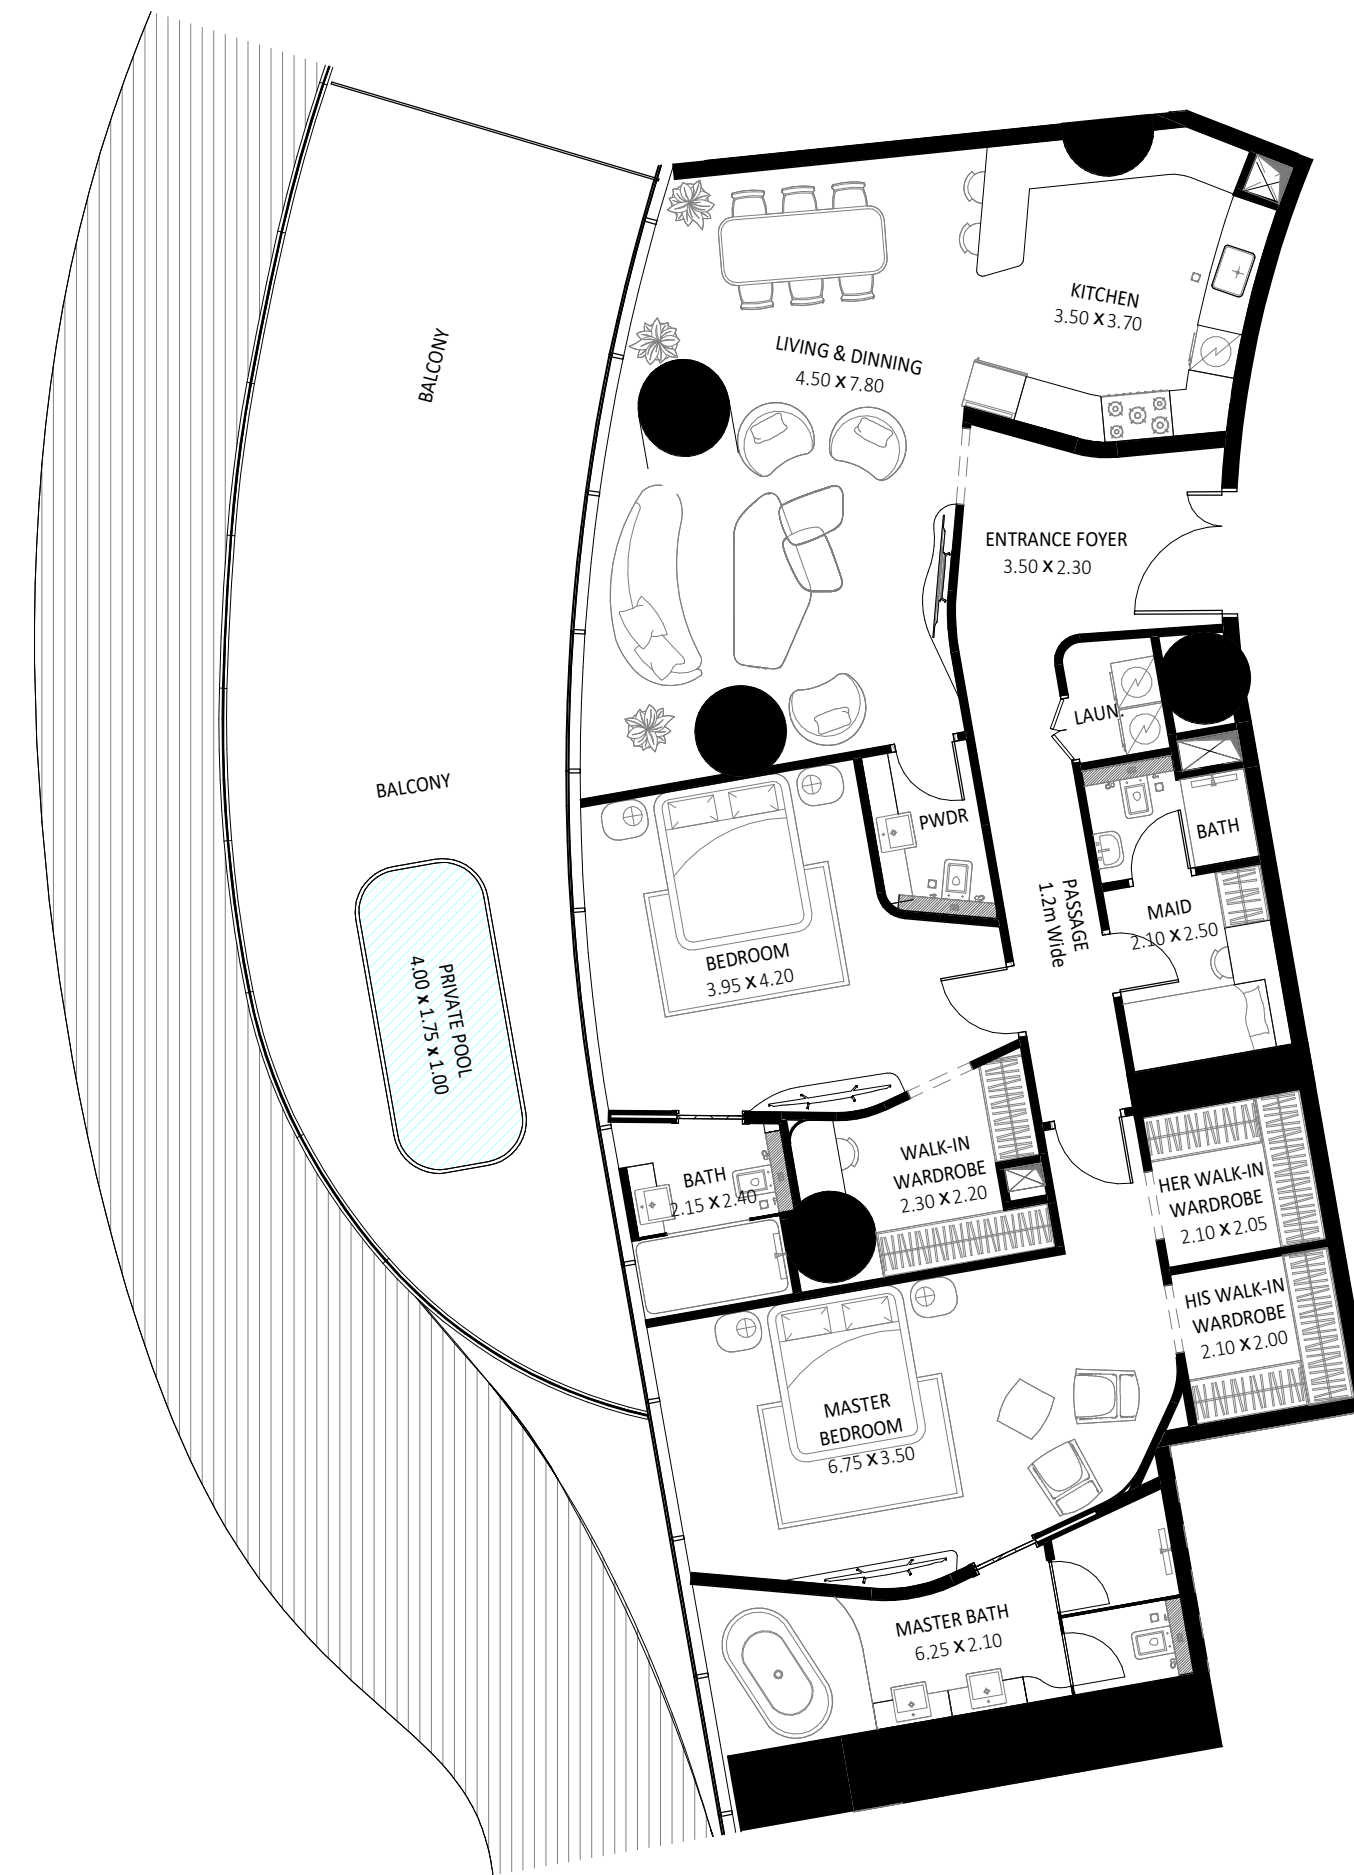 KITCHEN
3.50 X 3.70
BALCONY
LIVING & DINNING
4.50 X 7.80
ENTRANCE FOYER
3.50 X 2.30
LAUN.
BALCONY
PWDR
BATH
PASSAGE
1.2m Wide
MAID
2.10 X 2.50
BEDROOM
3.95 X 4.20
PRIVATE POOL
4.00 X 1.75 X 1.00
WALK-IN
WARDROBE
2.30 X 2.20
BATH
2.15 X 2.40
HER WALK-IN
WARDROBE
2.10 X 2.05
HIS WALK-IN
WARDROBE
2.10 X 2.00
MASTER
BEDROOM
6.75 X 3.50
MASTER BATH
6.25 X 2.10